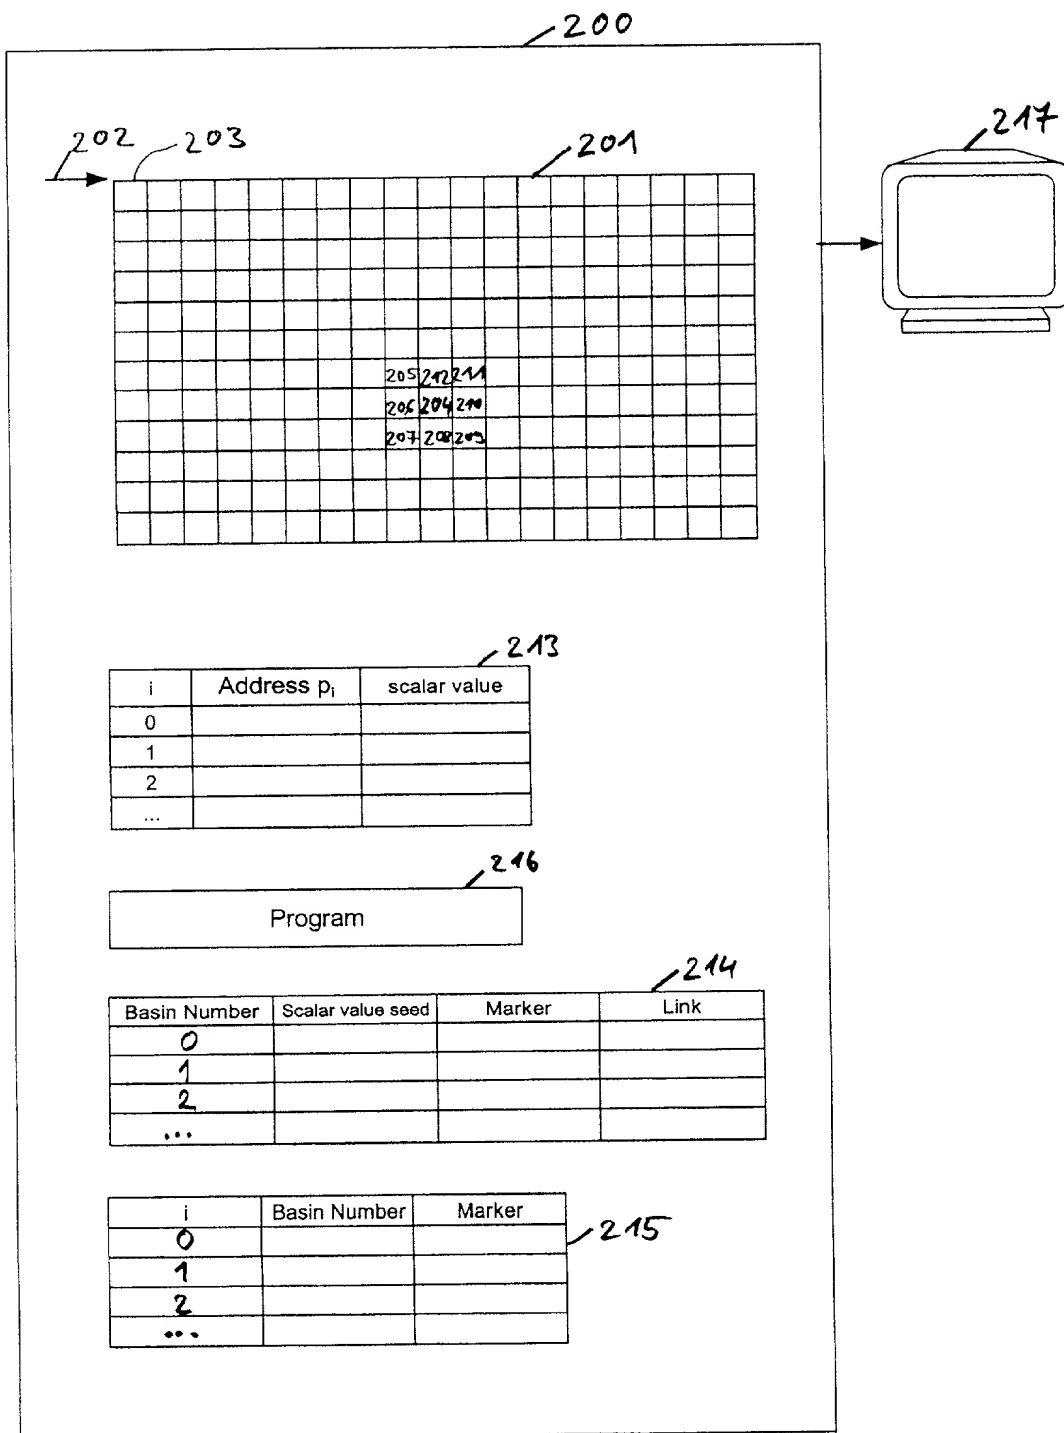 200
202 203 201 217
205 212 211
206 204 210
207 208 209
213
i Address pi scalar value
0
1
2
...
216
Program
214
Basin Number Scalar value seed Marker Link
0
1
2
...
i Basin Number Marker
215
0
1
2
...